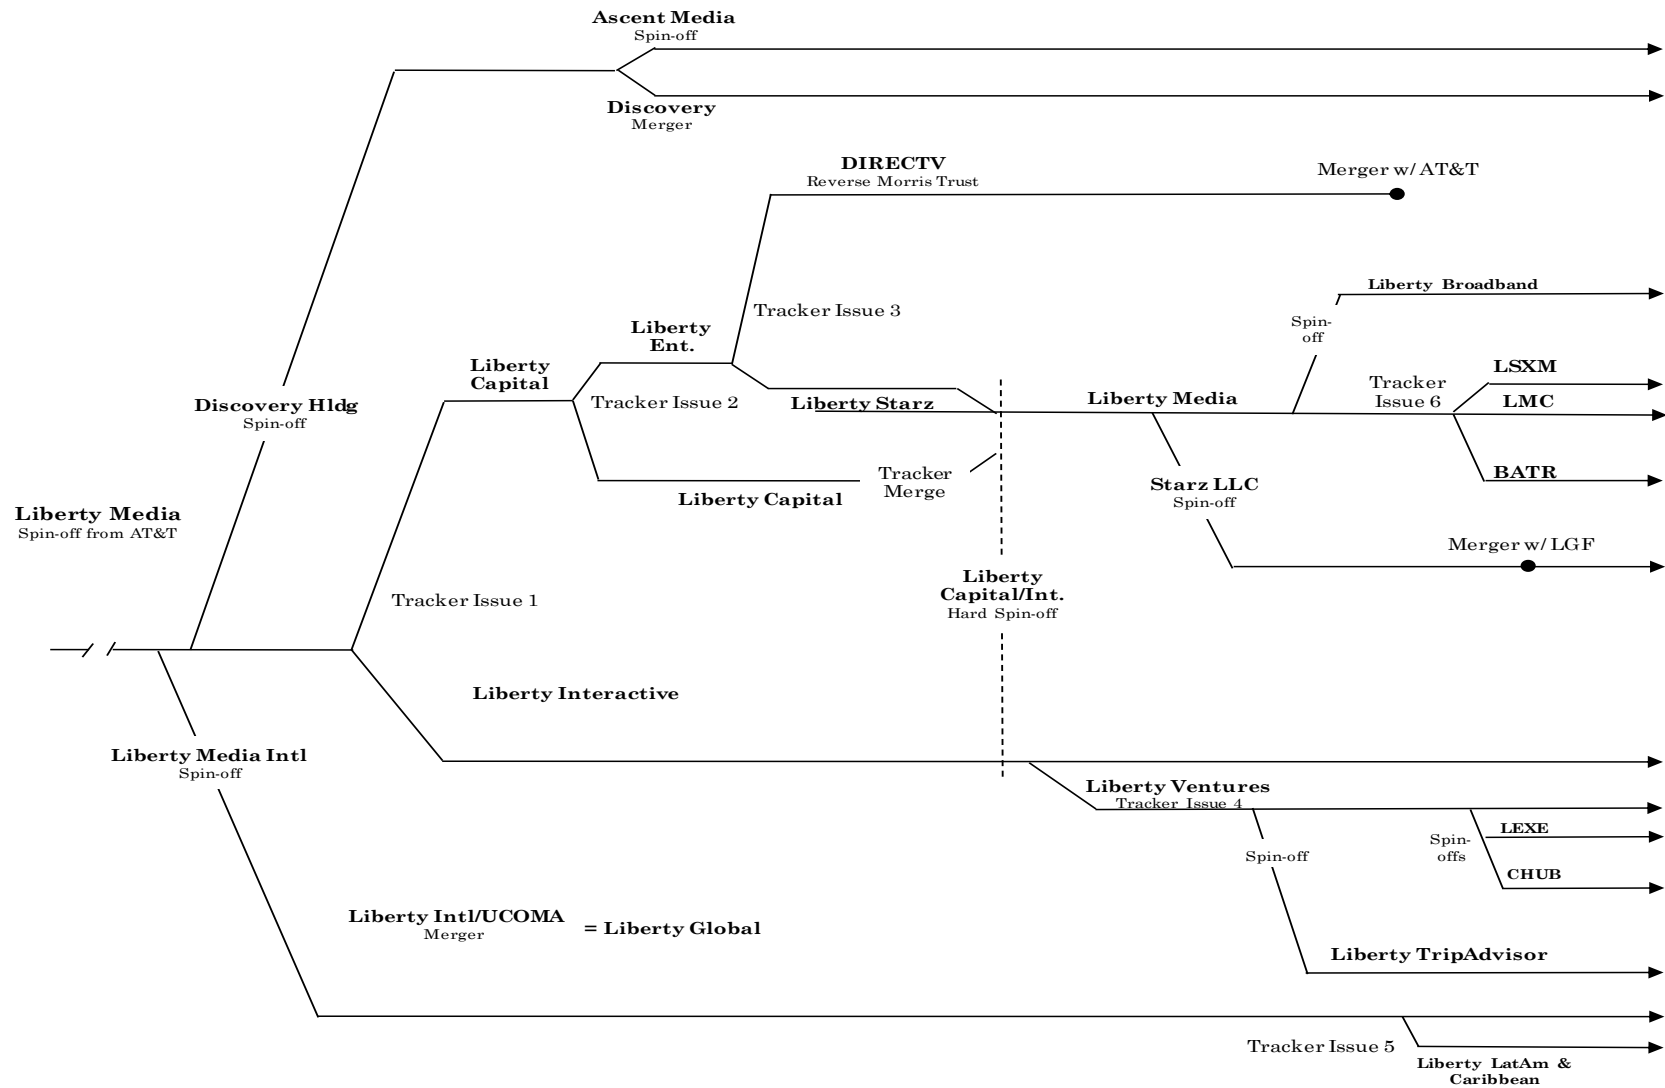 Ascent Media
Spin-off
Discovery
Merger
DIRECTV
Reverse Morris Trust
Merger w/ AT&T
Liberty Broadband
Spin-
off
Tracker Issue 3
Liberty
Ent.
Liberty
Capital
Tracker Issue 2
Liberty Starz
Liberty Media
Tracker
Issue 6
LSXM
LMC
BATR
Discovery Hldg
Spin-off
Liberty Capital
Tracker
Merge
Starz LLC
Spin-off
Liberty Media
Spin-off from AT&T
Merger w/ LGF
Liberty
Capital/Int.
Hard Spin-off
Tracker Issue 1
Liberty Interactive
Liberty Media Intl
Spin-off
Liberty Ventures
Tracker Issue 4
Spin-off
Spin-
offs
LEXE
CHUB
Liberty Intl/UCOMA
Merger
= Liberty Global
Liberty TripAdvisor
Tracker Issue 5
Liberty LatAm &
Caribbean